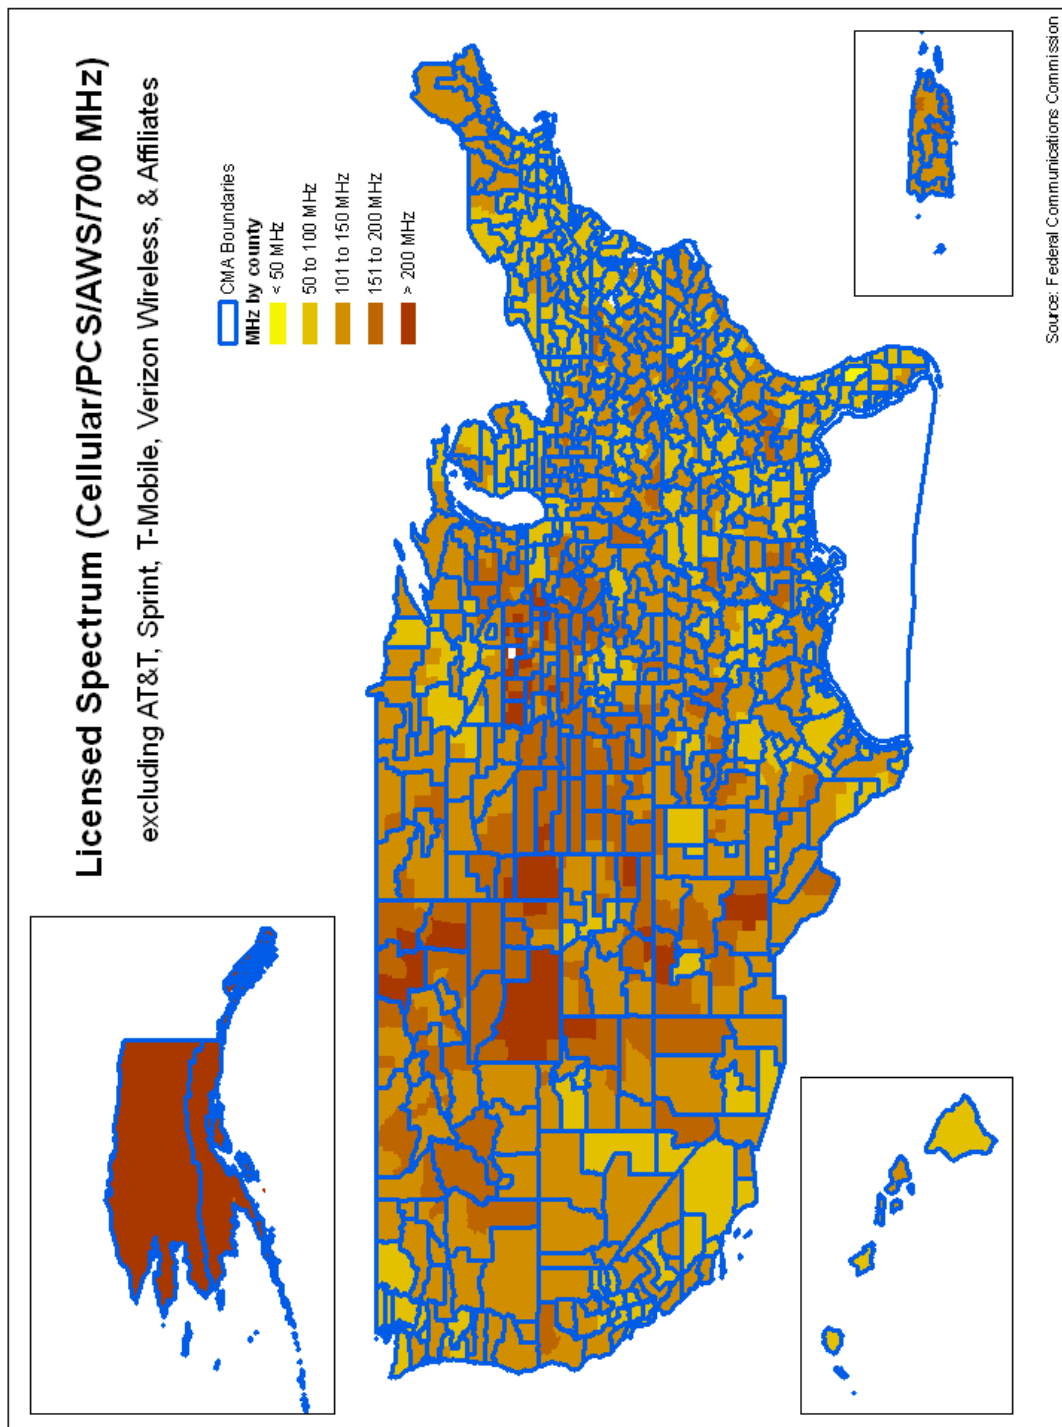 Licensed Spectrum (Cellular/PCS/AWS/700 MHz)
excluding AT&T, Sprint, T-Mobile, Verizon Wireless, & Affiliates
CMA Boundaries
MHz by county
< 50 MHz
50 to 100 MHz
101 to 150 MHz
151 to 200 MHz
> 200 MHz
Source: Federal Communications Commission